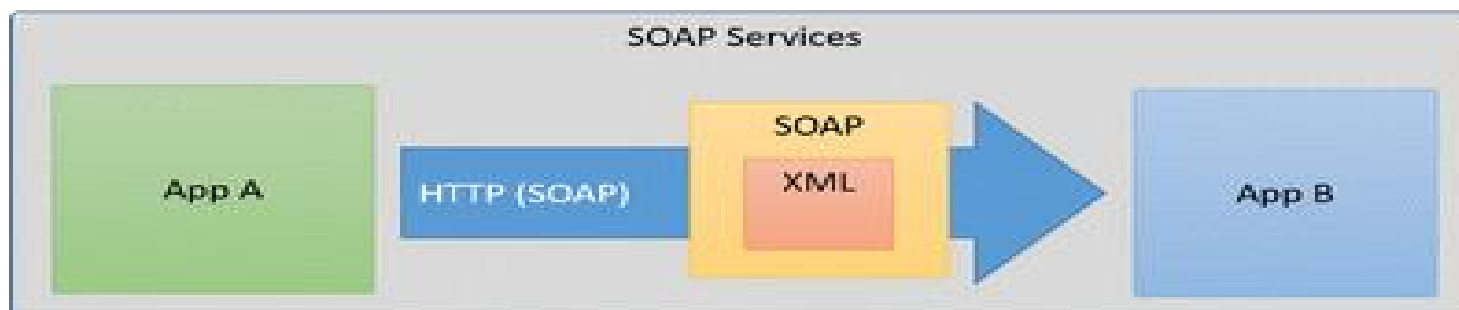 SOAP Services
App A
HTTP (SOAP)
SOAP
XML
App B